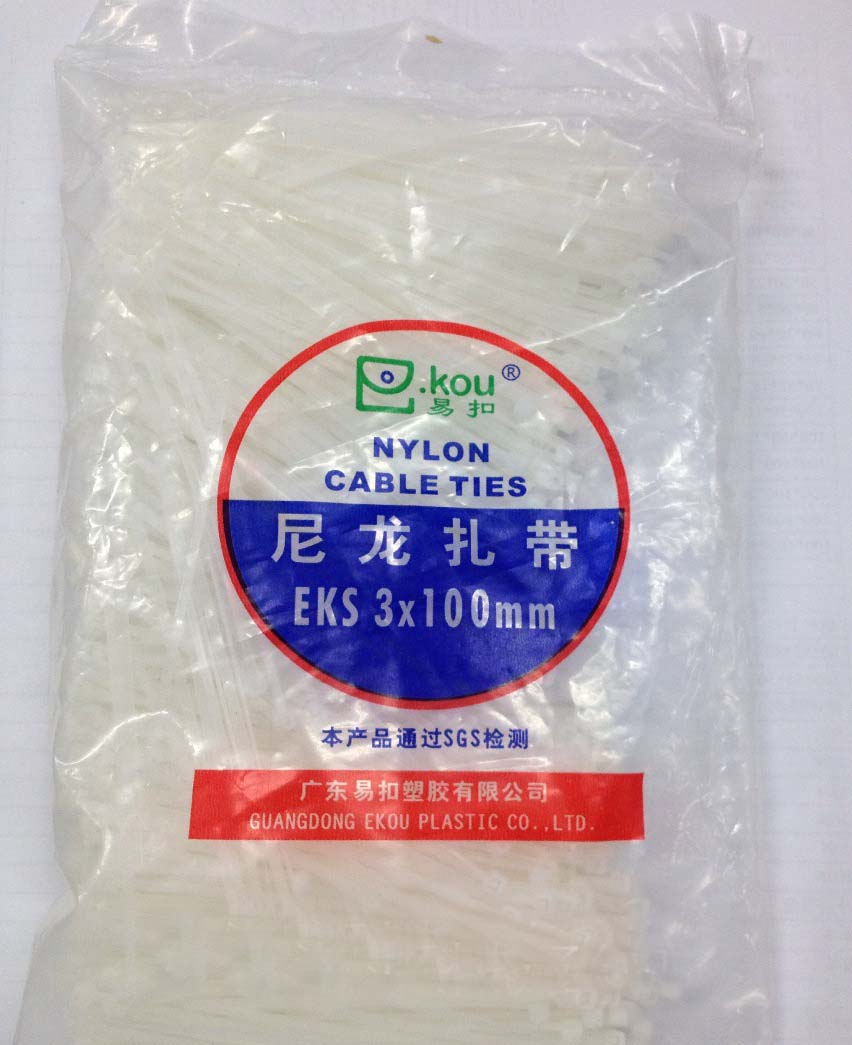 e.kou®
易扣
NYLON
CABLE TIES
尼龙扎带
EKS 3x100mm
本产品通过SGS检测
广东易扣塑胶有限公司
GUANGDONG EKOU PLASTIC CO.,LTD.